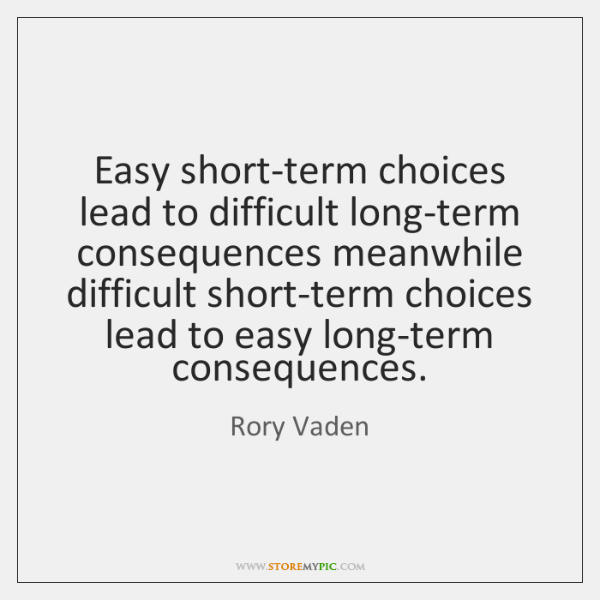 Easy short-term choices
lead to difficult long-term
consequences meanwhile
difficult short-term choices
lead to easy long-term
consequences.
Rory Vaden
WWW.STOREMYPIC.COM